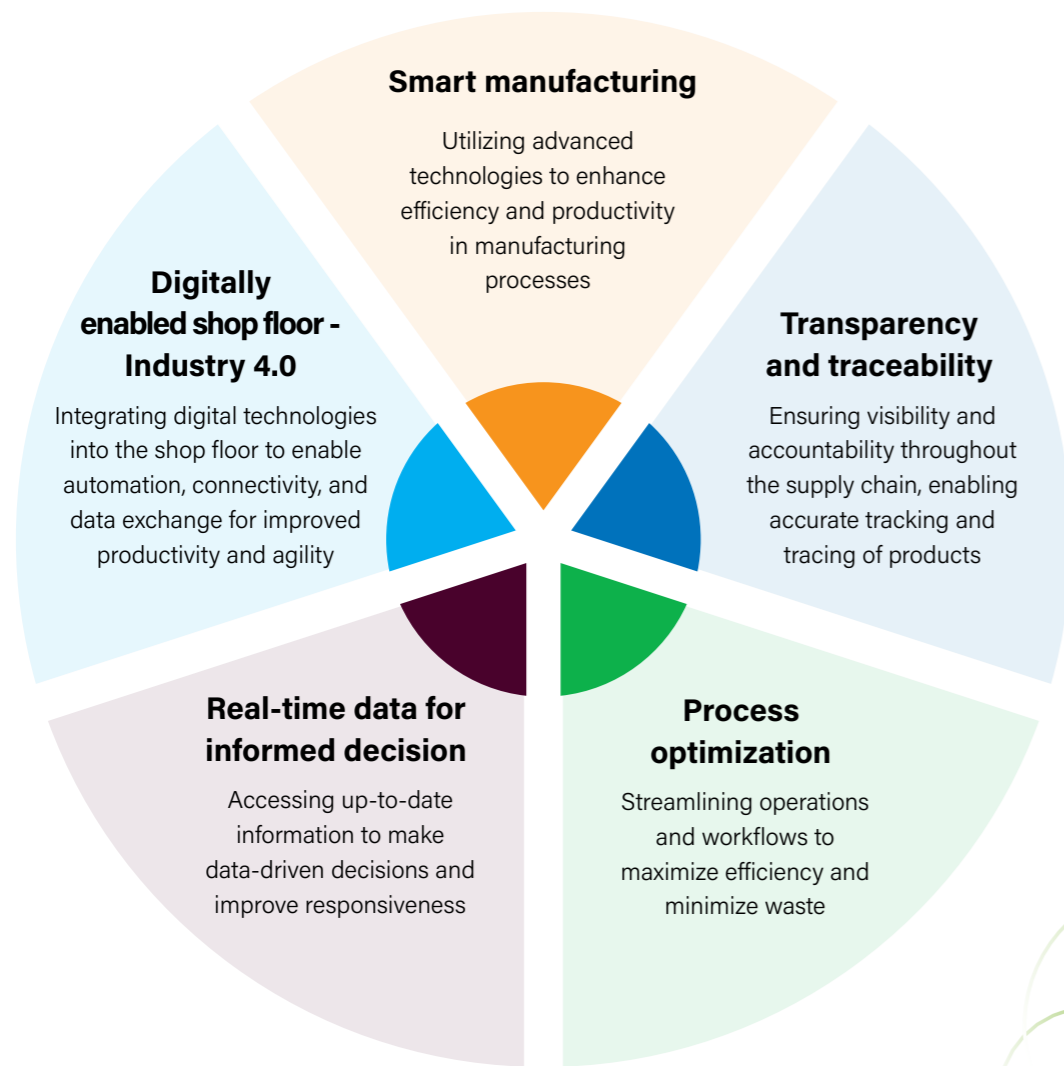 Smart manufacturing
Utilizing advanced
technologies to enhance
efficiency and productivity
in manufacturing
processes
Transparency
and traceability
Ensuring visibility and
accountability throughout
the supply chain, enabling
accurate tracking and
tracing of products
Process
optimization
Streamlining operations
and workflows to
maximize efficiency and
minimize waste
Real-time data for
informed decision
Accessing up-to-date
information to make
data-driven decisions and
improve responsiveness
Digitally
enabled shop floor -
Industry 4.0
Integrating digital technologies
into the shop floor to enable
automation, connectivity, and
data exchange for improved
productivity and agility